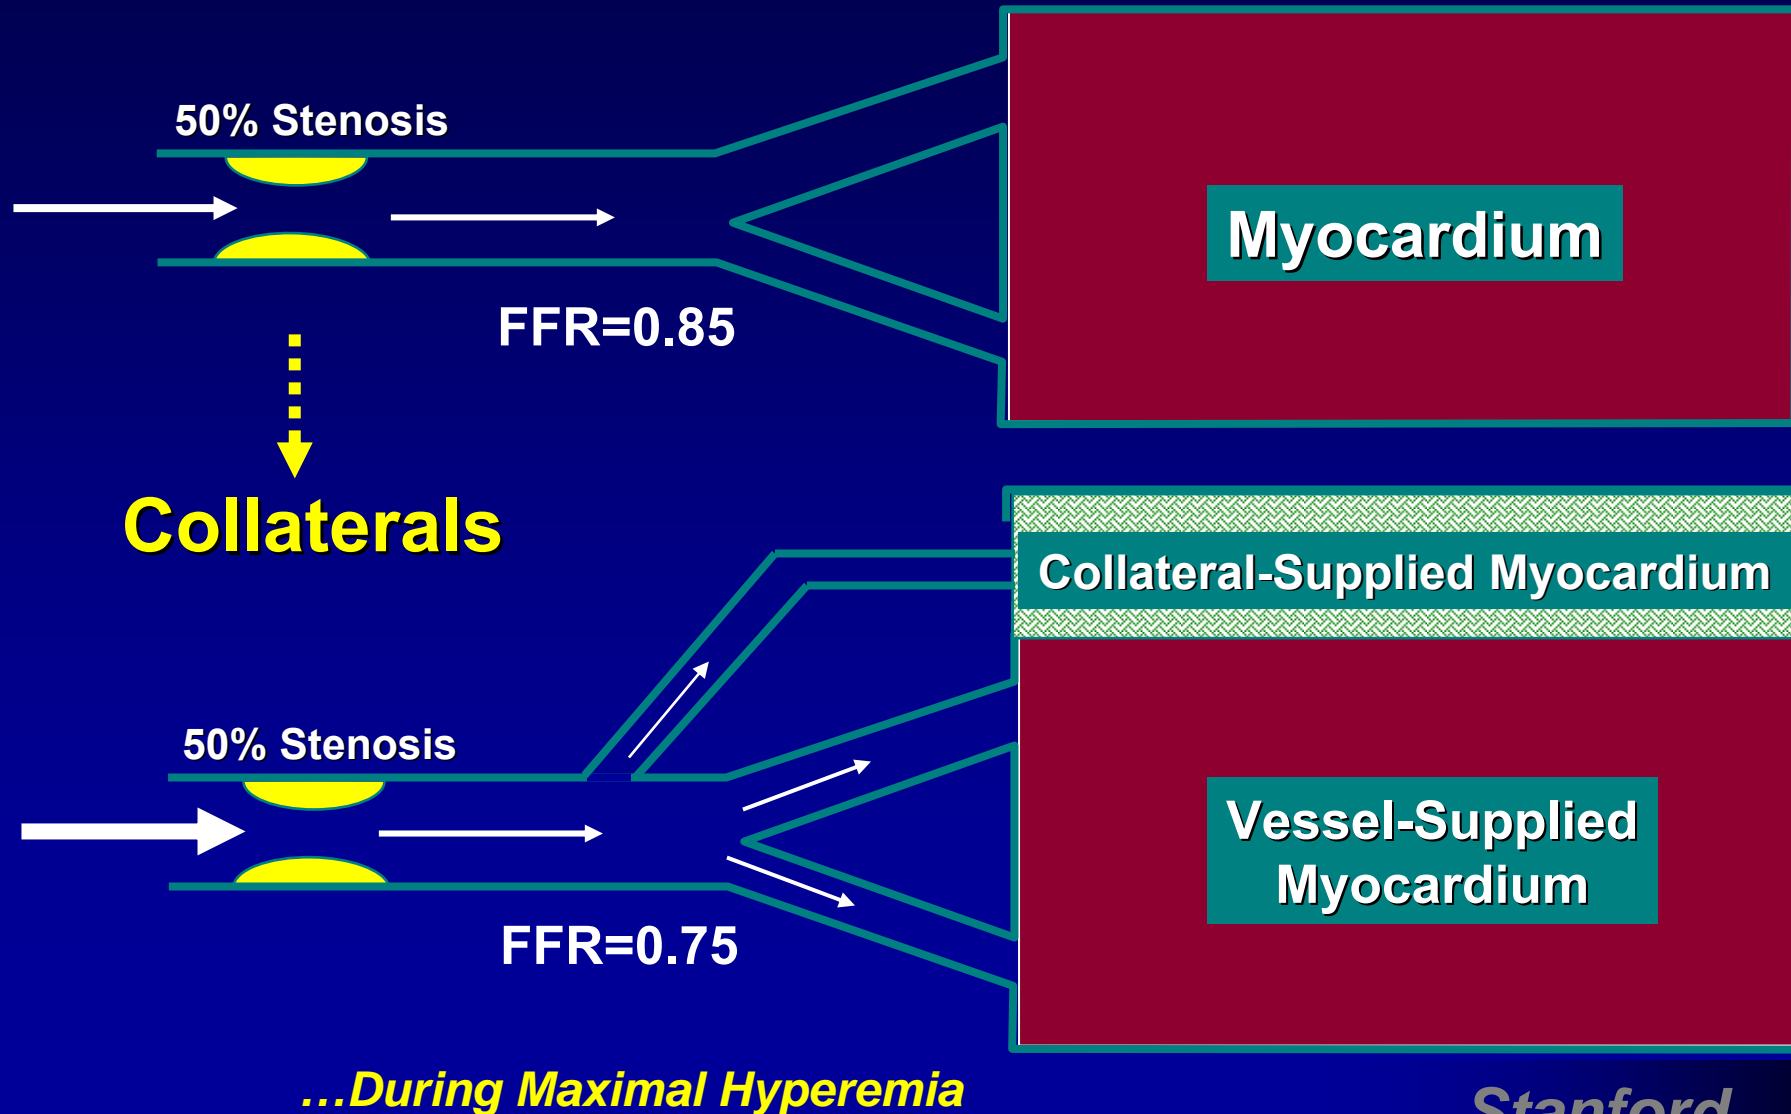 50% Stenosis
Myocardium
FFR=0.85
Collaterals
Collateral-Supplied Myocardium
50% Stenosis
Vessel-Supplied
Myocardium
FFR=0.75
...During Maximal Hyperemia
Stanford